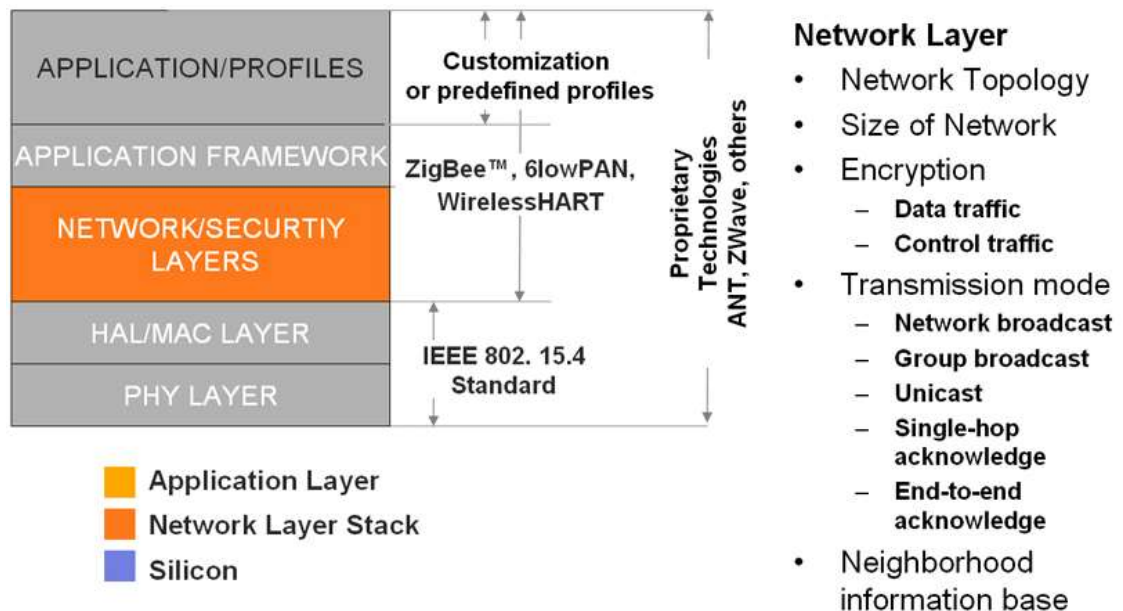 APPLICATION/PROFILES
APPLICATION FRAMEWORK
NETWORK/SECURTIY
LAYERS
HAL/MAC LAYER
PHY LAYER
Customization
or predefined profiles
ZigBee™, 6lowPAN,
WirelessHART
IEEE 802. 15.4
Standard
Proprietary
Technologies
ANT, ZWave, others
Application Layer
Network Layer Stack
Silicon
Network Layer
• Network Topology
• Size of Network
• Encryption
– Data traffic
– Control traffic
• Transmission mode
– Network broadcast
– Group broadcast
– Unicast
– Single-hop
acknowledge
– End-to-end
acknowledge
• Neighborhood
information base